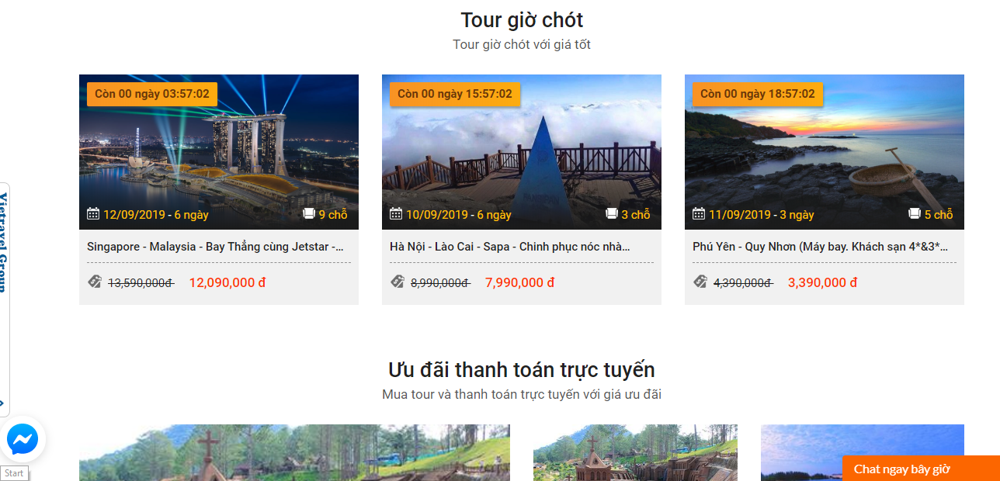 Tour giờ chót
Tour giờ chót với giá tốt
Còn 00 ngày 03:57:02
12/09/2019 - 6 ngày
9 chỗ
Singapore - Malaysia - Bay Thẳng cùng Jetstar -...
13,590,000đ 12,090,000 đ
Còn 00 ngày 15:57:02
10/09/2019 - 6 ngày
3 chỗ
Hà Nội - Lào Cai - Sapa - Chinh phục nóc nhà...
8,990,000đ 7,990,000 đ
Còn 00 ngày 18:57:02
11/09/2019 - 3 ngày
5 chỗ
Phú Yên - Quy Nhơn (Máy bay. Khách sạn 4*&3*...
4,390,000đ 3,390,000 đ
Vietravel Group
Ưu đãi thanh toán trực tuyến
Mua tour và thanh toán trực tuyến với giá ưu đãi
Start
Chat ngay bây giờ